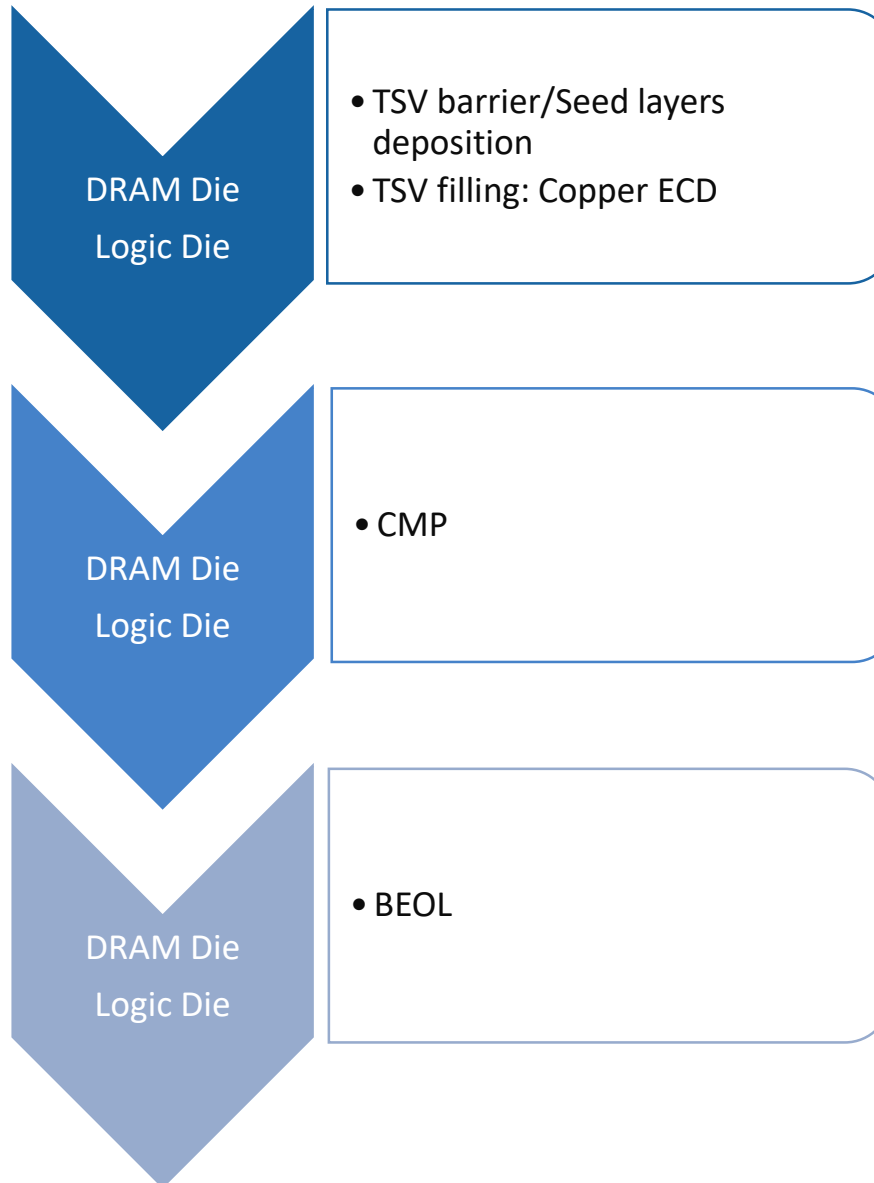 DRAM Die
Logic Die
• TSV barrier/Seed layers
deposition
• TSV filling: Copper ECD
DRAM Die
Logic Die
• CMP
DRAM Die
Logic Die
• BEOL